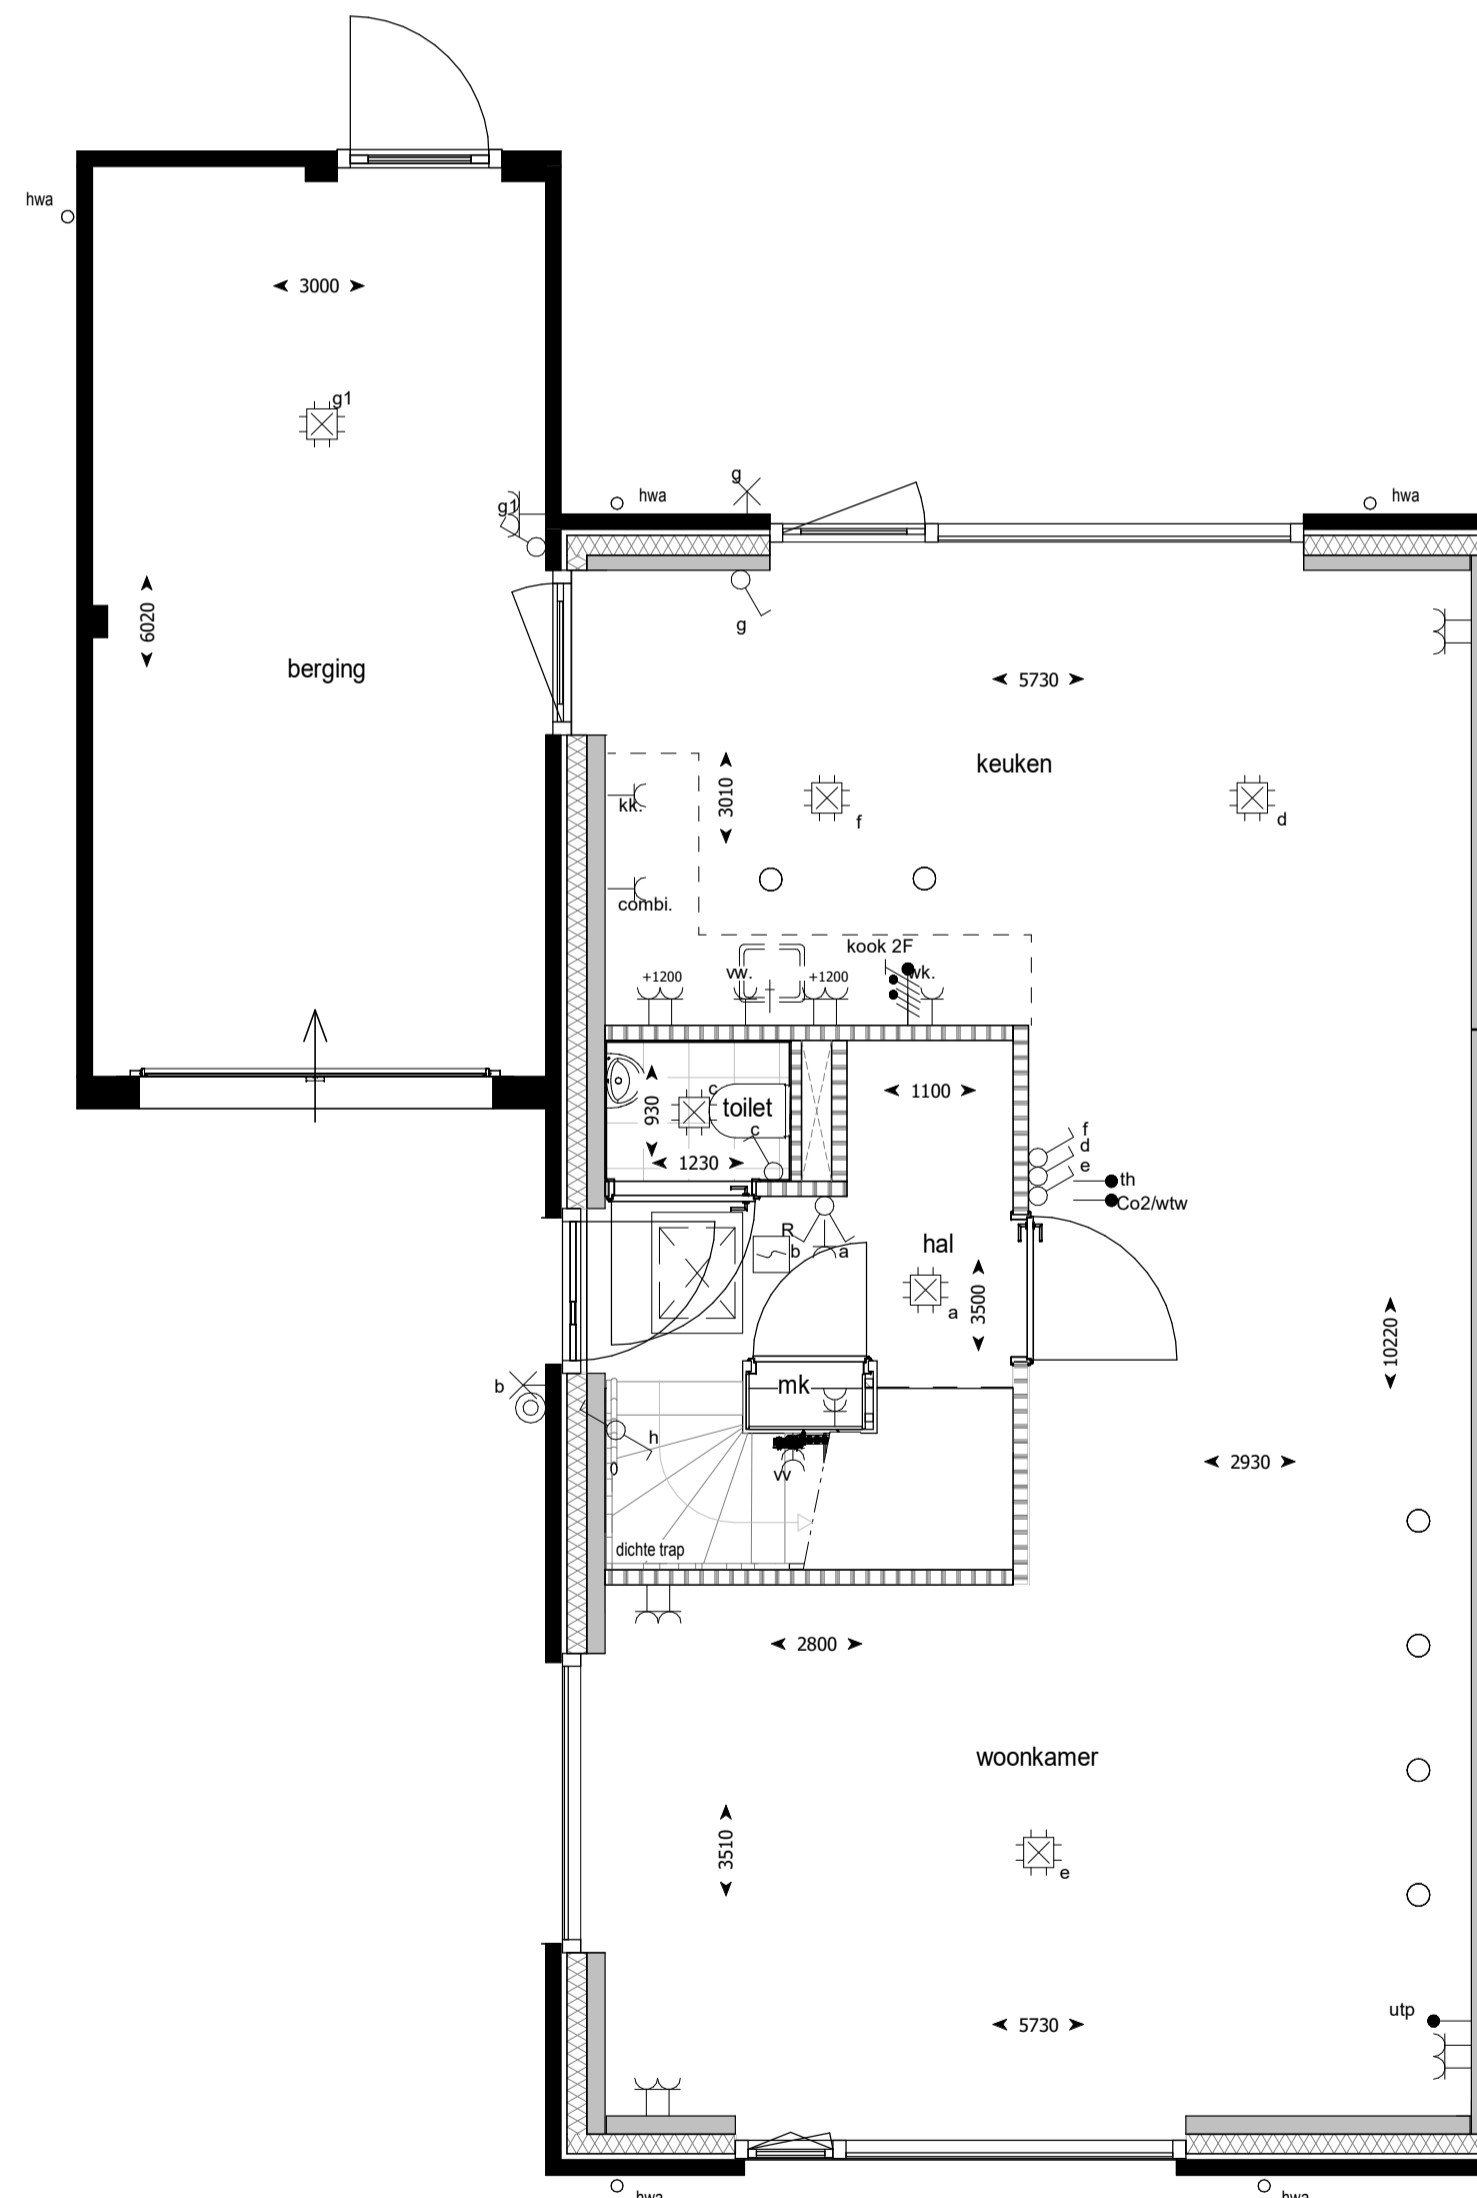 hwa
3000
g1
g1
g
hwa
hwa
g
6020
berging
5730
keuken
kk.
3010
f
d
combi.
kook 2F
+1200
vw.
+1200
wk.
c
toilet
930
c
1230
1100
f
d
e
th
Co2/wtw
R
b
a
hal
3500
a
10220
b
mk
h
0
vv
2930
dichte trap
2800
woonkamer
3510
e
utp
5730
hwa
hwa